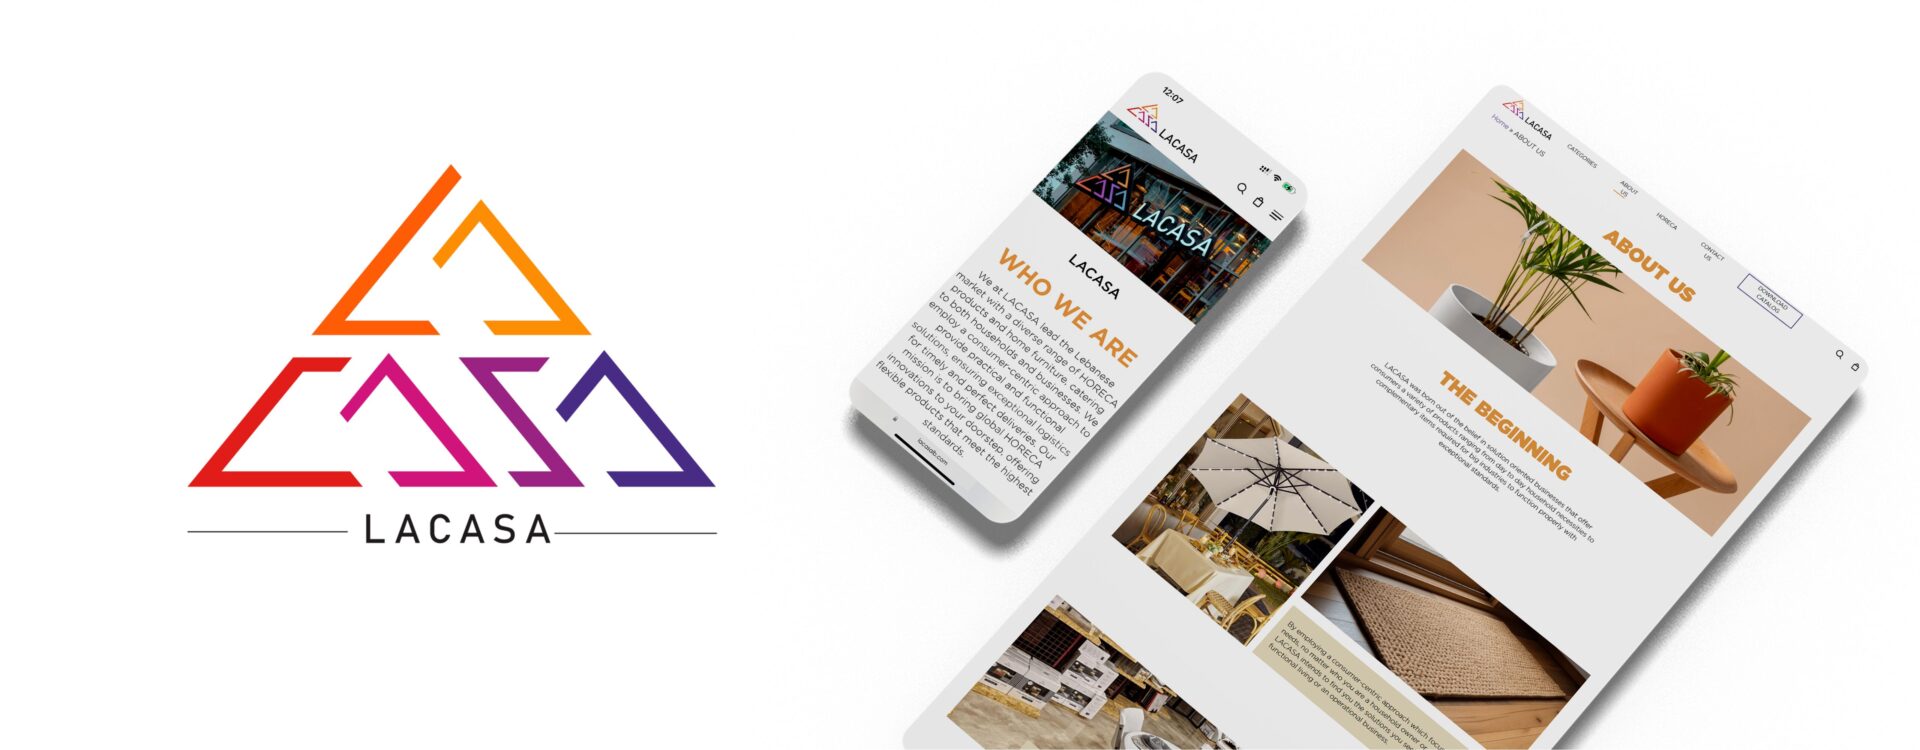 LACASA
12:07
LACASA
LACASA
LACASA
WHO WE ARE
We at LACASA lead the Lebanese
market with a diverse range of HORECA
products and home furniture, catering
to both households and businesses. We
employ a consumer-centric approach to
provide practical and functional
solutions, ensuring exceptional logistics
for timely and perfect deliveries. Our
mission is to bring global HORECA
innovations to your doorstep, offering
flexible products that meet the highest
standards.
lacasalb.com
LACASA
Home » ABOUT US
CATEGORIES
ABOUT
US
HORECA
CONTACT
US
DOWNLOAD
CATALOG
ABOUT US
THE BEGINNING
LACASA was born out of the belief in solution oriented businesses that offer
consumers a variety of products ranging from day to day household necessities to
complementary items required for big industries to function properly with
exceptional standards.
By employing a consumer-centric approach which focu
needs, no matter who you are a household owner or
LACASA intends to find you the solutions you see
functional living or an operational business.